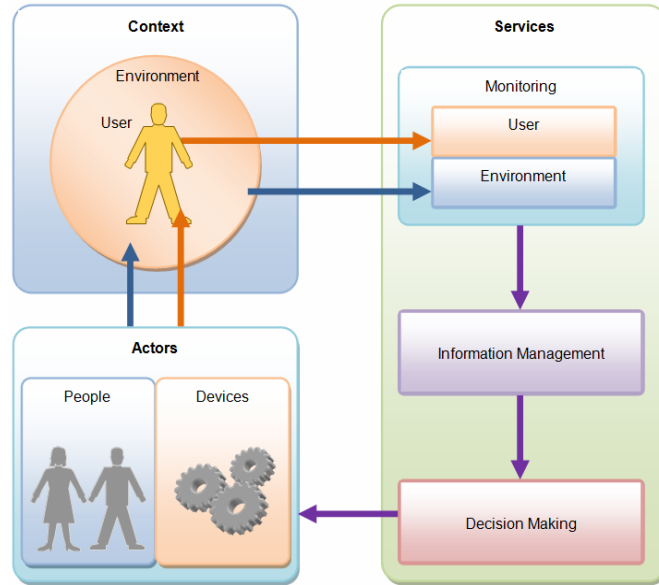 Context
Environment
User
Services
Monitoring
User
Environment
Information Management
Decision Making
Actors
People
Devices